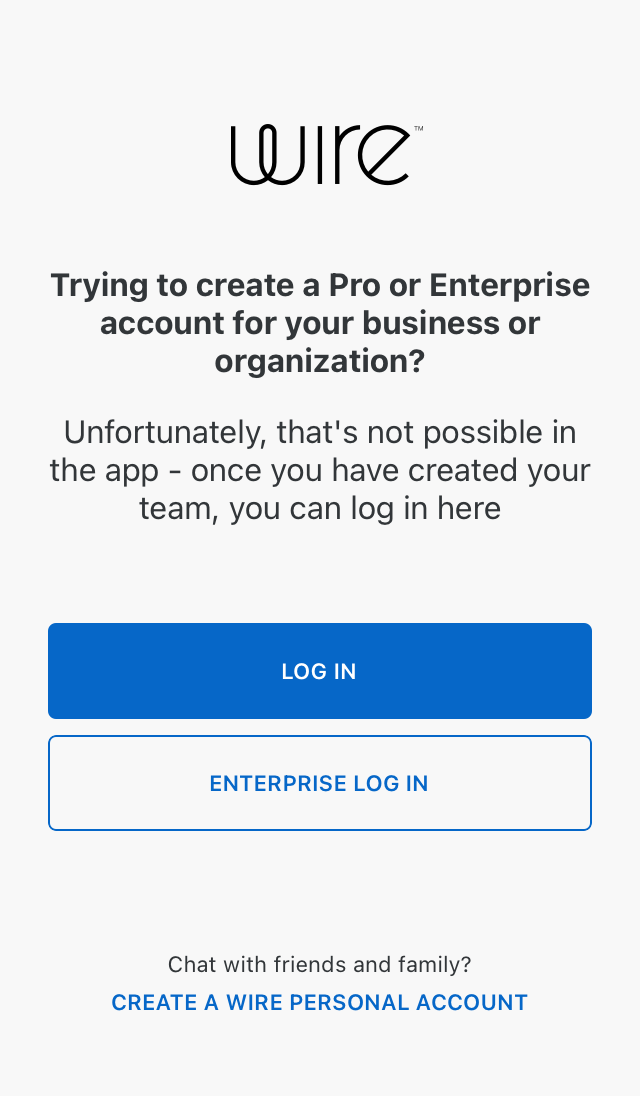 wire™
Trying to create a Pro or Enterprise
account for your business or
organization?
Unfortunately, that's not possible in
the app - once you have created your
team, you can log in here
LOG IN
ENTERPRISE LOG IN
Chat with friends and family?
CREATE A WIRE PERSONAL ACCOUNT